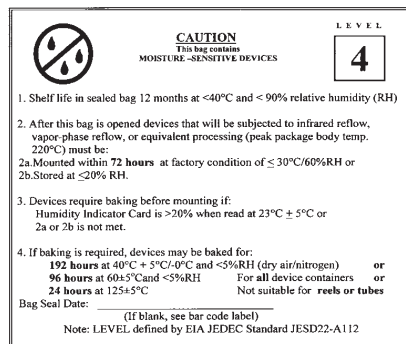 LEVEL
CAUTION
This bag contains
MOISTURE –SENSITIVE DEVICES
4
1. Shelf life in sealed bag 12 months at <40°C and < 90% relative humidity (RH)
2. After this bag is opened devices that will be subjected to infrared reflow,
vapor-phase reflow, or equivalent processing (peak package body temp.
220°C) must be:
2a.Mounted within 72 hours at factory condition of ≤ 30°C/60%RH or
2b.Stored at ≤20% RH.
3. Devices require baking before mounting if:
Humidity Indicator Card is >20% when read at 23°C ± 5°C or
2a or 2b is not met.
4. If baking is required, devices may be baked for:
192 hours at 40°C + 5°C/-0°C and <5%RH (dry air/nitrogen) or
96 hours at 60±5°Cand <5%RH For all device containers or
24 hours at 125±5°C Not suitable for reels or tubes
Bag Seal Date:
(If blank, see bar code label)
Note: LEVEL defined by EIA JEDEC Standard JESD22-A112